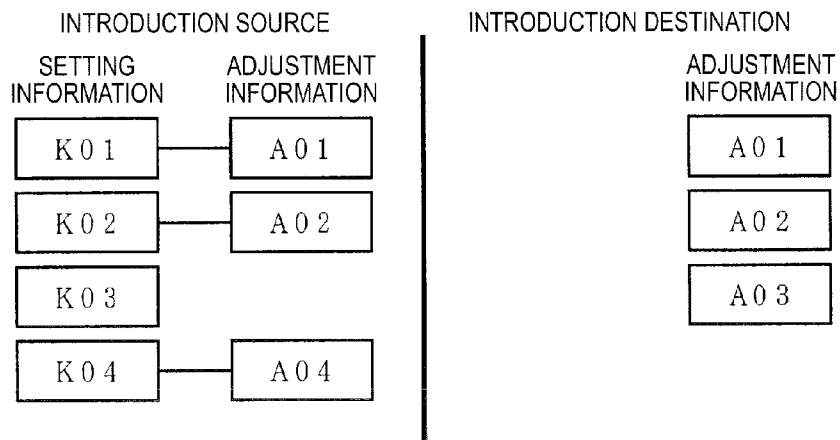 INTRODUCTION SOURCE
INTRODUCTION DESTINATION
SETTING INFORMATION
ADJUSTMENT INFORMATION
ADJUSTMENT INFORMATION
K01
A01
A01
K02
A02
A02
K03
A03
K04
A04